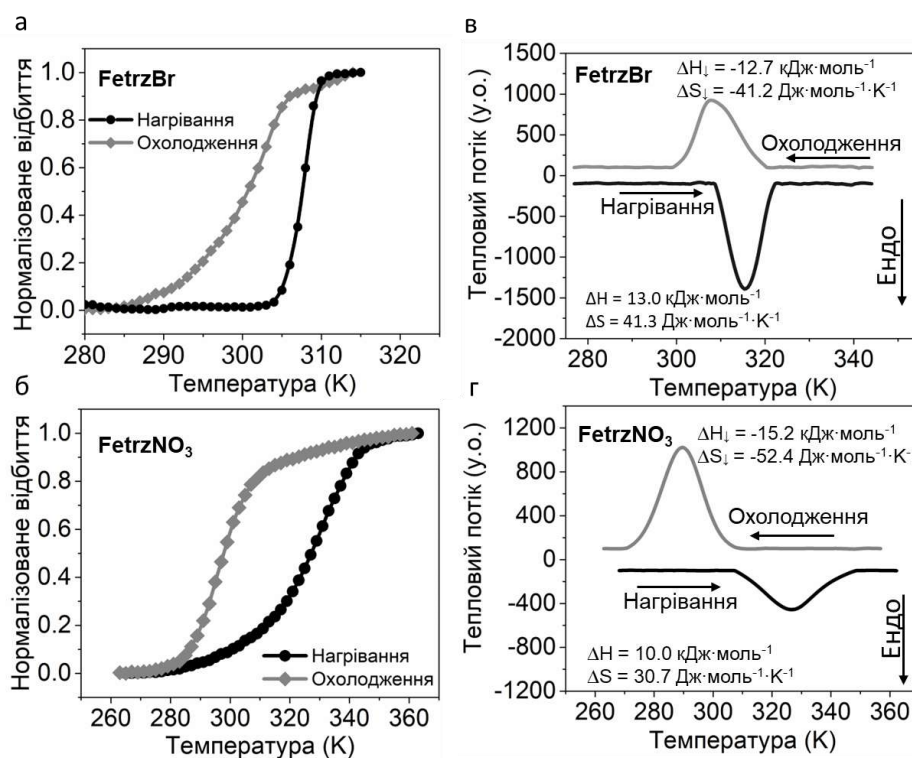 а
Нормалізоване відбиття
1.0
0.8
0.6
0.4
0.2
0.0
FetrzBr
Нагрівання
Охолодження
280
290
300
310
320
Температура (К)
в
Тепловий потік (у.о.)
1500
1000
500
0
-500
-1000
-1500
-2000
FetrzBr
ΔH↓ = -12.7 кДж·моль⁻¹
ΔS↓ = -41.2 Дж·моль⁻¹·К⁻¹
Охолодження
Нагрівання
Ендо
ΔH = 13.0 кДж·моль⁻¹
ΔS = 41.3 Дж·моль⁻¹·К⁻¹
280
300
320
340
Температура (К)
б
Нормалізоване відбиття
1.0
0.8
0.6
0.4
0.2
0.0
FetrzNO₃
Нагрівання
Охолодження
260
280
300
320
340
360
Температура (К)
г
Тепловий потік (у.о.)
1200
800
400
0
-400
-800
-1200
FetrzNO₃
ΔH↓ = -15.2 кДж·моль⁻¹
ΔS↓ = -52.4 Дж·моль⁻¹·К⁻
Охолодження
Нагрівання
Ендо
ΔH = 10.0 кДж·моль⁻¹
ΔS = 30.7 Дж·моль⁻¹·К⁻¹
260
280
300
320
340
360
Температура (К)